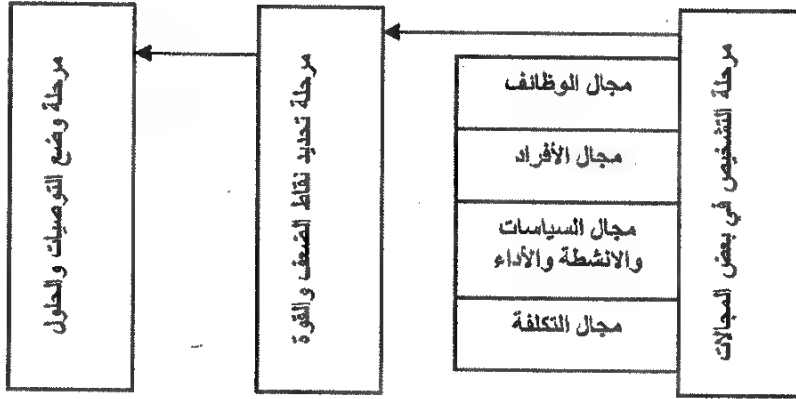 مرحلة التشخيص في بعض المجالات
مجال الوظائف
مجال الأفراد
مجال السياسات
والانشطة والأداء
مجال التكلفة
مرحلة تحديد نقاط الضعف والقوة
مرحلة وضع التوصيات والحلول